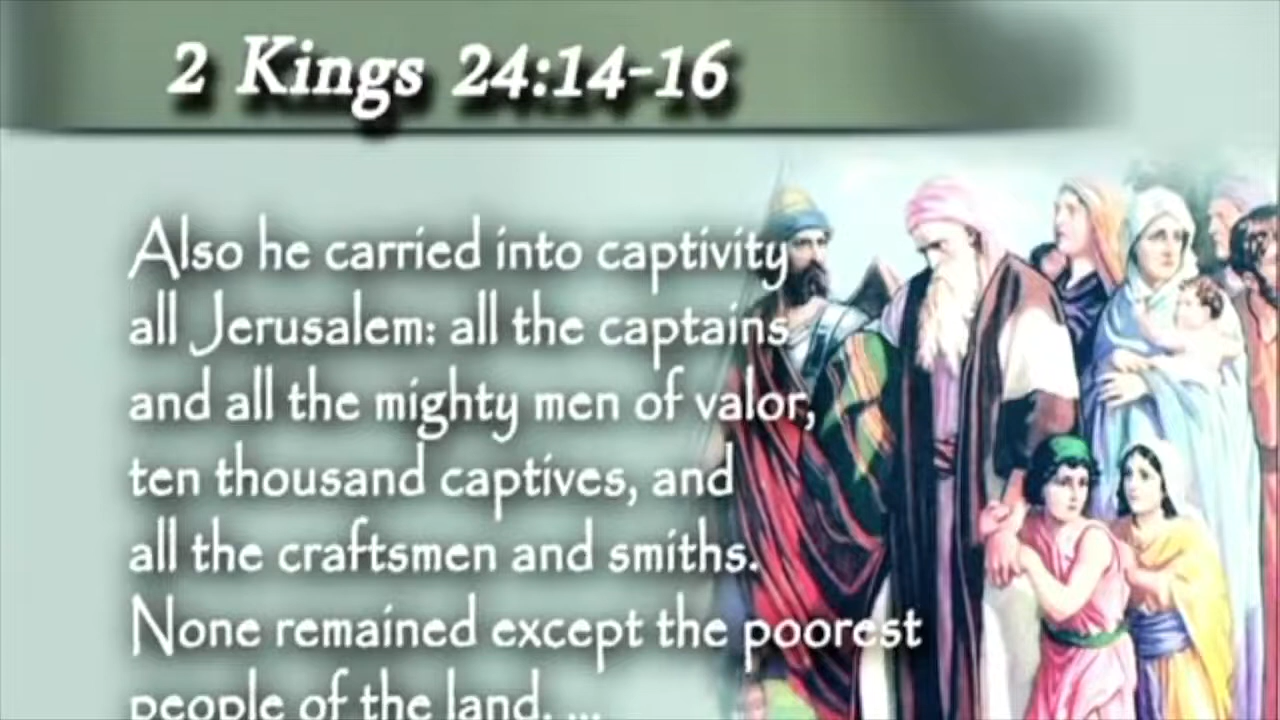 2 Kings 24:14-16
Also he carried into captivity
all Jerusalem: all the captains
and all the mighty men of valor,
ten thousand captives, and
all the craftsmen and smiths.
None remained except the poorest
people of the land. ...